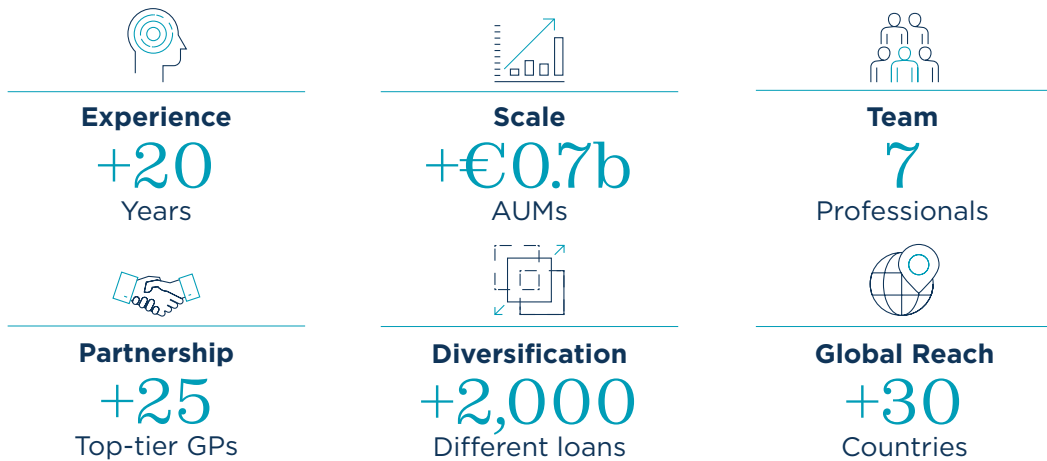 Experience
+20
Years
Scale
+€0.7b
AUMs
Team
7
Professionals
Partnership
+25
Top-tier GPs
Diversification
+2,000
Different loans
Global Reach
+30
Countries